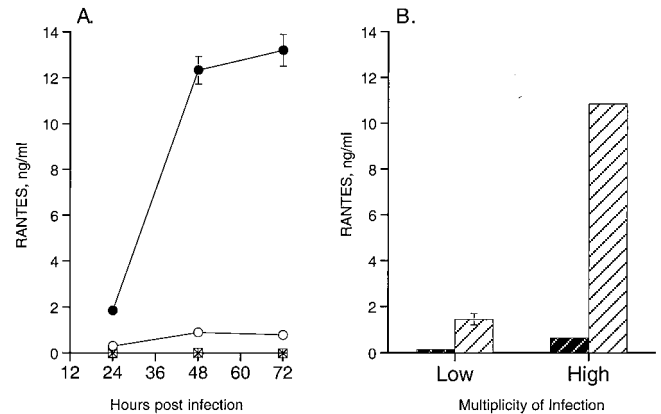 A.
B.
14
12
10
8
6
4
2
0
RANTES, ng/ml
12 24 36 48 60 72
Hours post infection
14
12
10
8
6
4
2
0
RANTES, ng/ml
Low High
Multiplicity of Infection